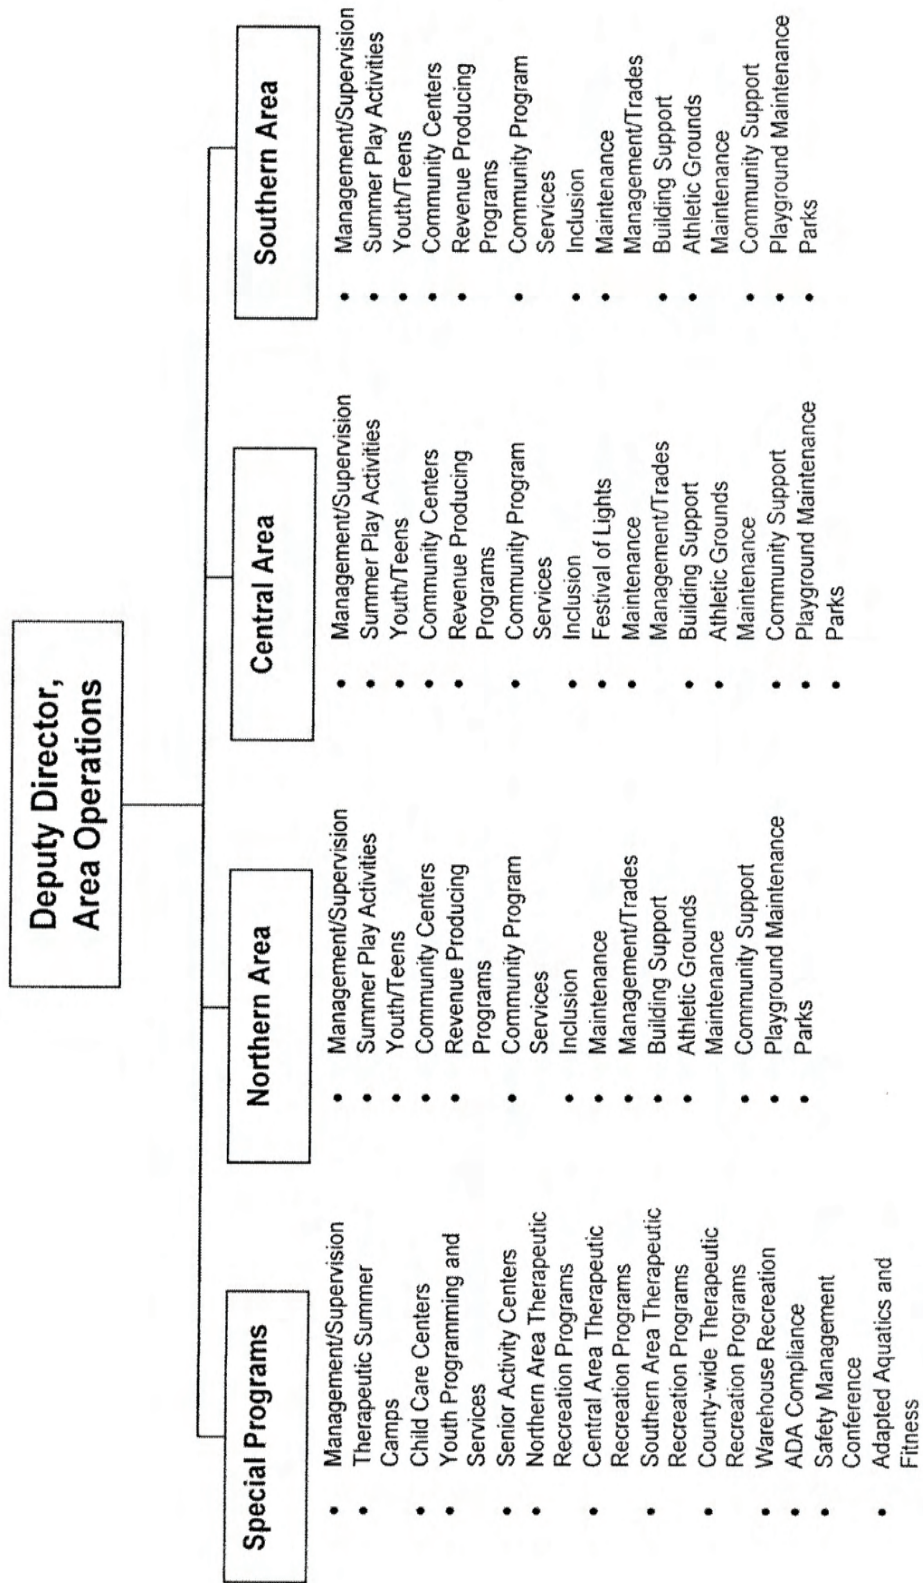 Deputy Director,
Area Operations
Special Programs
• Management/Supervision
• Therapeutic Summer
Camps
• Child Care Centers
• Youth Programming and
Services
• Senior Activity Centers
• Northern Area Therapeutic
Recreation Programs
• Central Area Therapeutic
Recreation Programs
• Southern Area Therapeutic
Recreation Programs
• County-wide Therapeutic
Recreation Programs
• Warehouse Recreation
ADA Compliance
• Safety Management
Conference
• Adapted Aquatics and
Fitness
Northern Area
• Management/Supervision
• Summer Play Activities
• Youth/Teens
• Community Centers
• Revenue Producing
Programs
• Community Program
Services
• Inclusion
• Maintenance
• Management/Trades
• Building Support
• Athletic Grounds
Maintenance
• Community Support
• Playground Maintenance
• Parks
Central Area
• Management/Supervision
• Summer Play Activities
• Youth/Teens
• Community Centers
• Revenue Producing
Programs
• Community Program
Services
• Inclusion
• Festival of Lights
• Maintenance
Management/Trades
• Building Support
• Athletic Grounds
Maintenance
• Community Support
• Playground Maintenance
• Parks
Southern Area
• Management/Supervision
• Summer Play Activities
• Youth/Teens
• Community Centers
• Revenue Producing
Programs
• Community Program
Services
• Inclusion
• Maintenance
Management/Trades
• Building Support
• Athletic Grounds
Maintenance
• Community Support
• Playground Maintenance
• Parks